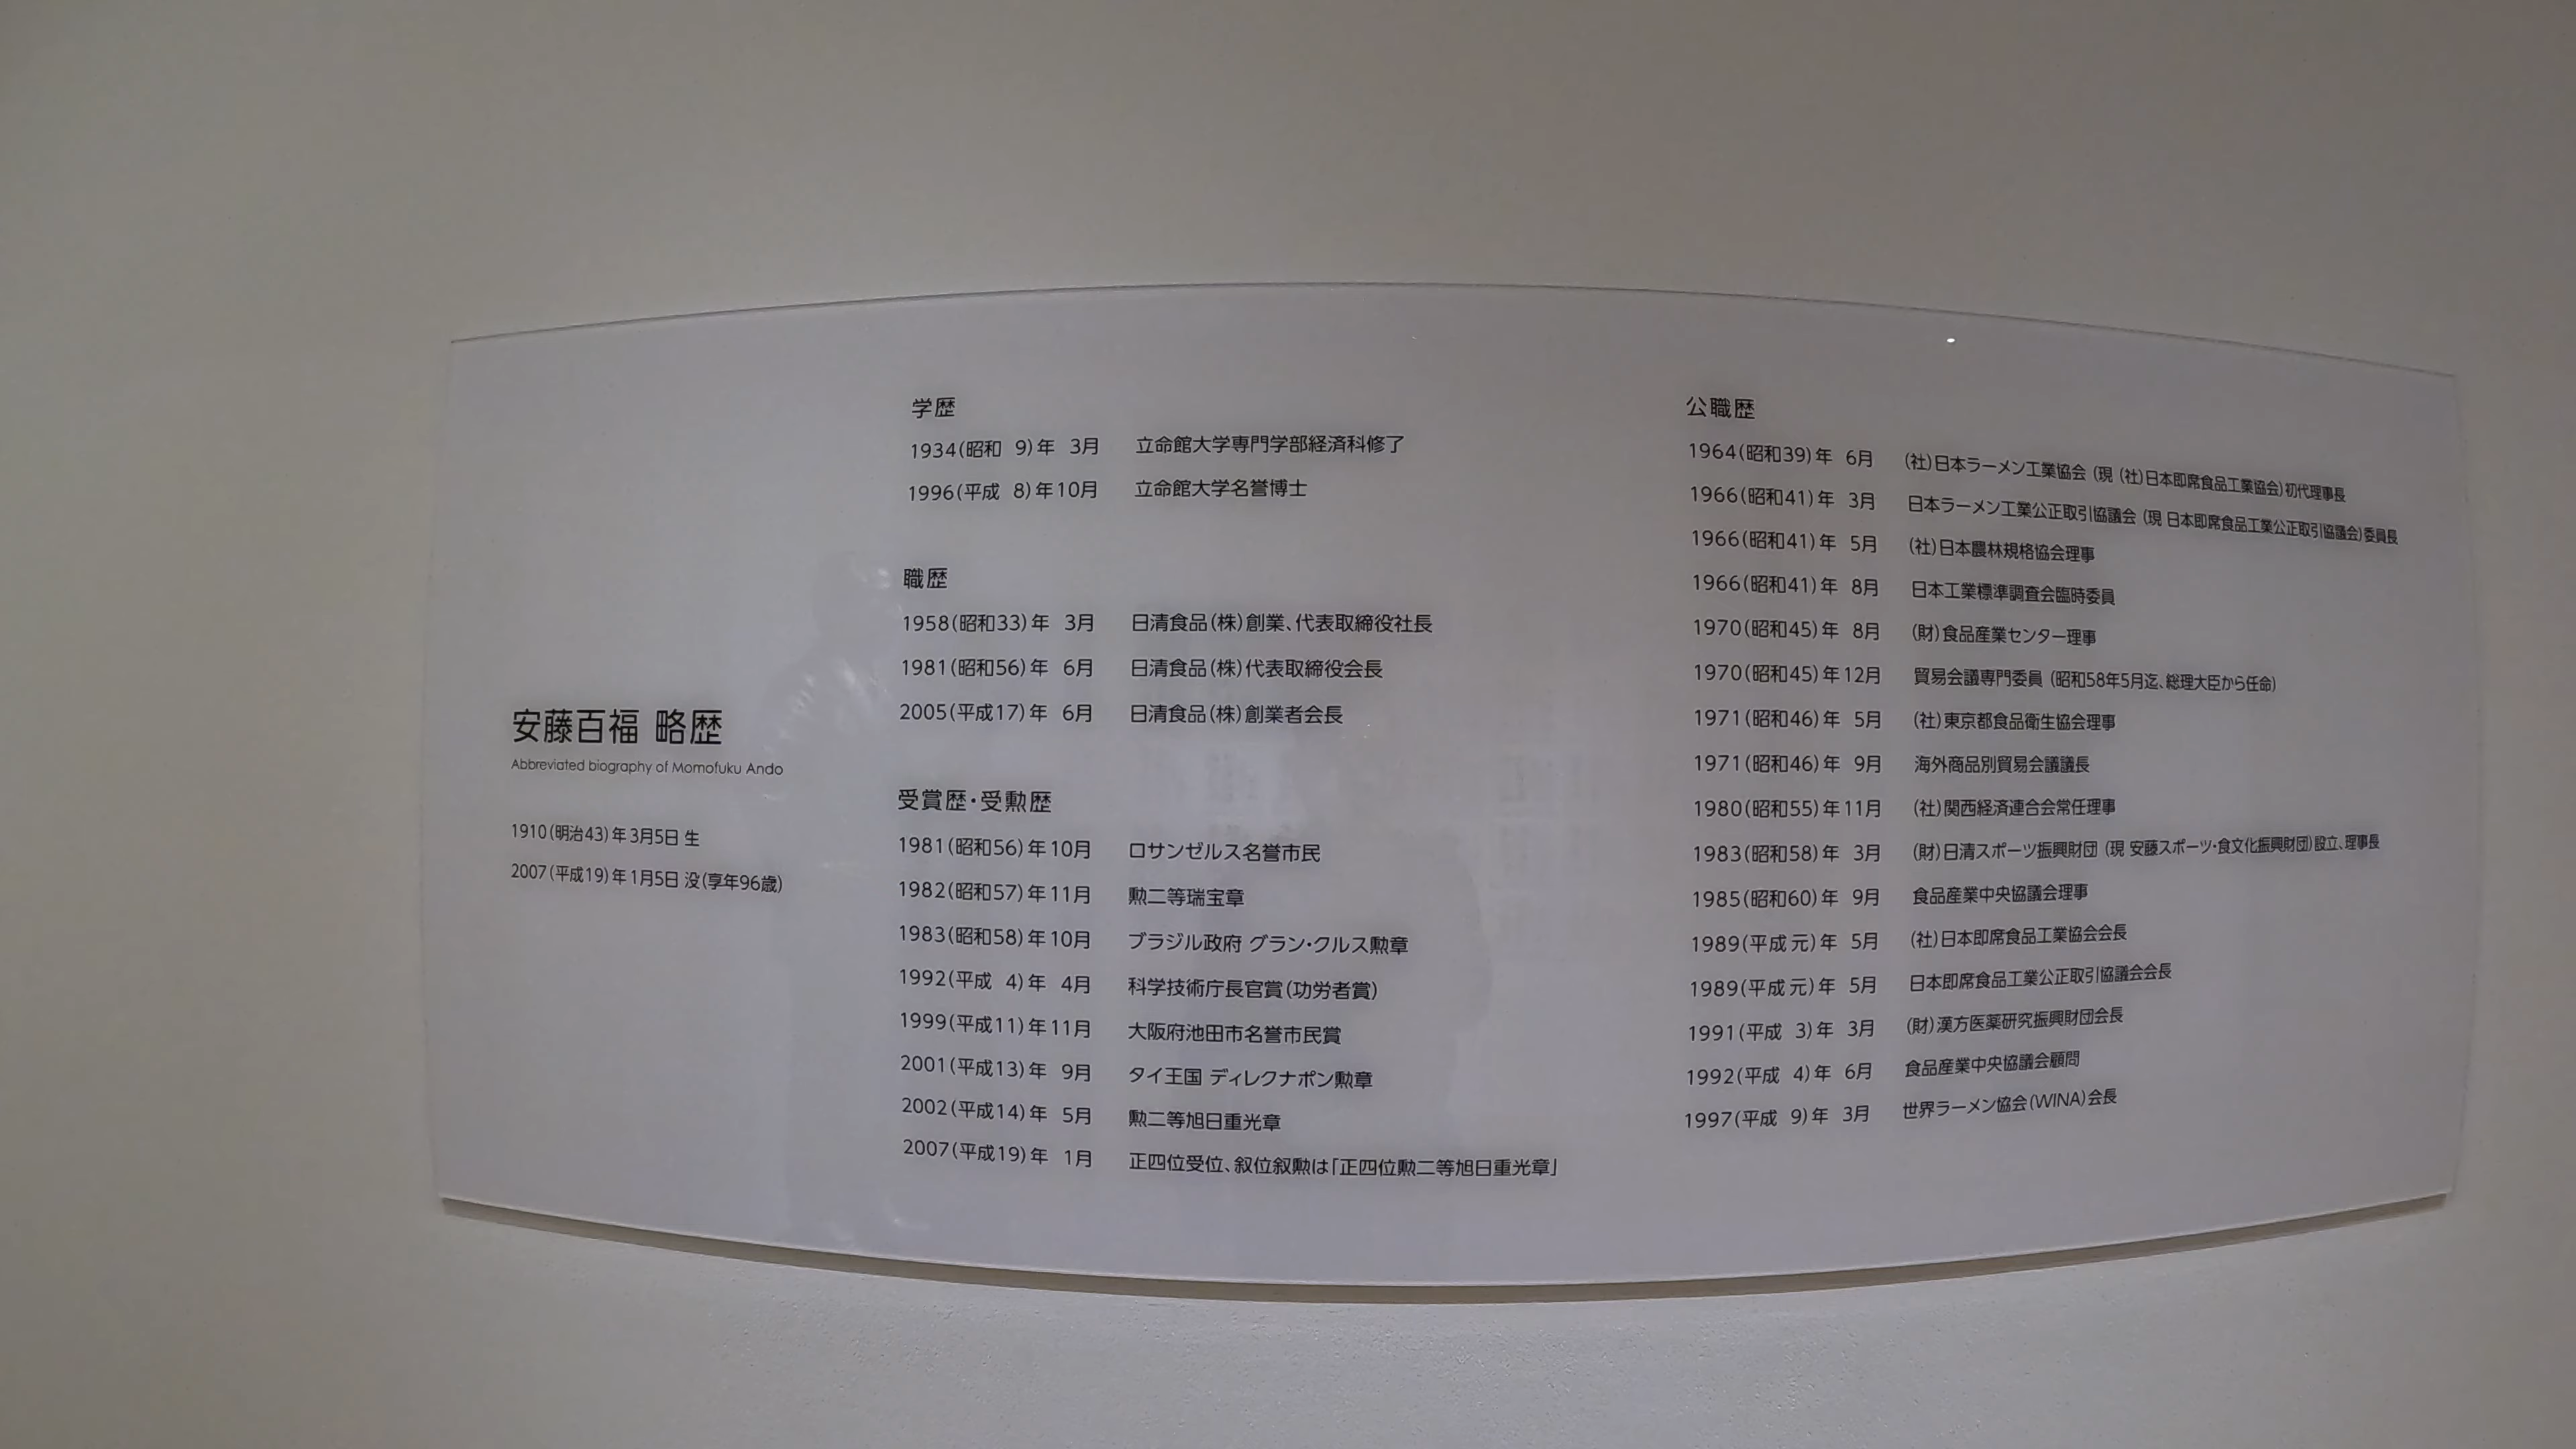 安藤百福 略歴
Abbreviated biography of Momofuku Ando
1910(明治43)年3月5日 生
2007(平成19)年1月5日 没(享年96歳)
学歴
1934(昭和 9)年 3月 立命館大学専門学部経済科修了
1996(平成 8)年10月 立命館大学名誉博士
職歴
1958(昭和33)年 3月 日清食品(株)創業、代表取締役社長
1981(昭和56)年 6月 日清食品(株)代表取締役会長
2005(平成17)年 6月 日清食品(株)創業者会長
受賞歴・受勲歴
1981(昭和56)年10月 ロサンゼルス名誉市民
1982(昭和57)年11月 勲二等瑞宝章
1983(昭和58)年10月 ブラジル政府 グラン・クルス勲章
1992(平成 4)年 4月 科学技術庁長官賞(功労者賞)
1999(平成11)年11月 大阪府池田市名誉市民賞
2001(平成13)年 9月 タイ王国 ディレクナポン勲章
2002(平成14)年 5月 勲二等旭日重光章
2007(平成19)年 1月 正四位受位、叙位叙勲は「正四位勲二等旭日重光章」
公職歴
1964(昭和39)年 6月 (社)日本ラーメン工業協会 (現 (社)日本即席食品工業協会)初代理事長
1966(昭和41)年 3月 日本ラーメン工業公正取引協議会 (現 日本即席食品工業公正取引協議会)委員長
1966(昭和41)年 5月 (社)日本農林規格協会理事
1966(昭和41)年 8月 日本工業標準調査会臨時委員
1970(昭和45)年 8月 (財)食品産業センター理事
1970(昭和45)年12月 貿易会議専門委員 (昭和58年5月迄、総理大臣から任命)
1971(昭和46)年 5月 (社)東京都食品衛生協会理事
1971(昭和46)年 9月 海外商品別貿易会議議長
1980(昭和55)年11月 (社)関西経済連合会常任理事
1983(昭和58)年 3月 (財)日清スポーツ振興財団 (現 安藤スポーツ・食文化振興財団)設立、理事長
1985(昭和60)年 9月 食品産業中央協議会理事
1989(平成元)年 5月 (社)日本即席食品工業協会会長
1989(平成元)年 5月 日本即席食品工業公正取引協議会会長
1991(平成 3)年 3月 (財)漢方医薬研究振興財団会長
1992(平成 4)年 6月 食品産業中央協議会顧問
1997(平成 9)年 3月 世界ラーメン協会(WINA)会長